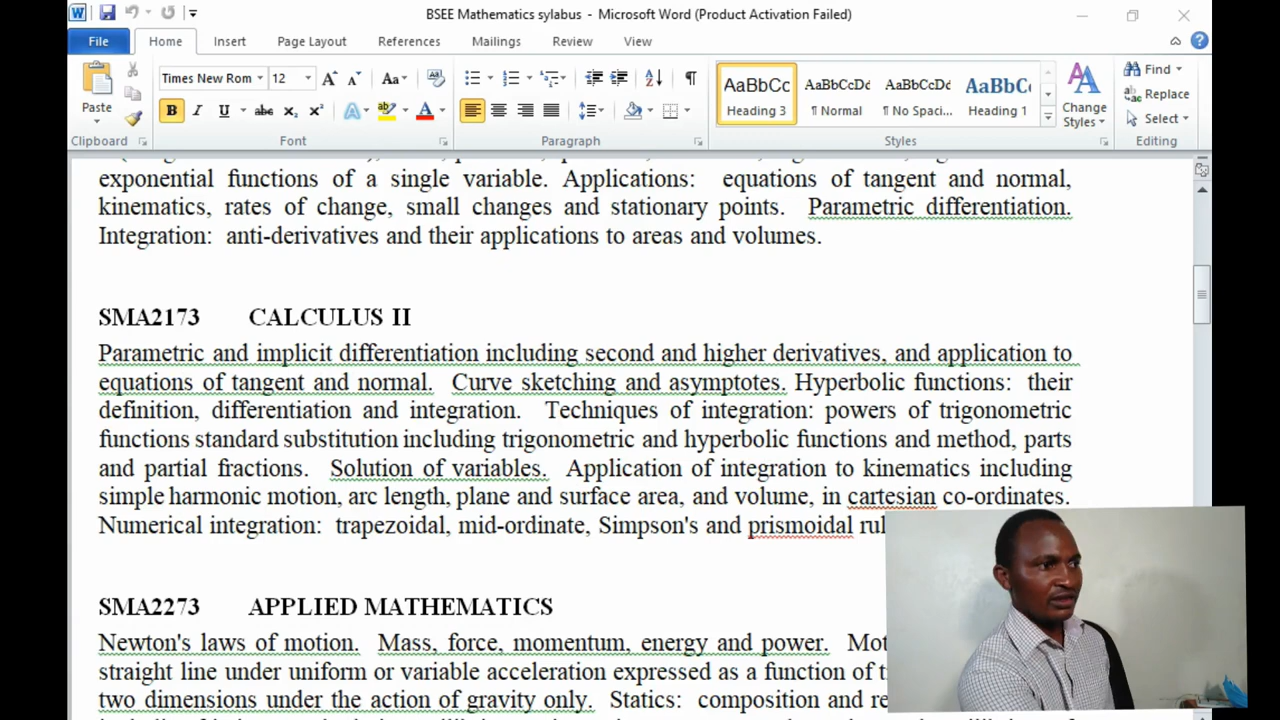 BSEE Mathematics sylabus - Microsoft Word (Product Activation Failed)
File Home Insert Page Layout References Mailings Review View
Times New Rom 12 Aa
AaBbCc AaBbCcDd AaBbCcDd AaBbC
Paste Heading 3 ¶ Normal ¶ No Spaci... Heading 1 Change Styles Find Replace Select
Clipboard Font Paragraph Styles Editing
exponential functions of a single variable. Applications: equations of tangent and normal,
kinematics, rates of change, small changes and stationary points. Parametric differentiation.
Integration: anti-derivatives and their applications to areas and volumes.
SMA2173 CALCULUS II
Parametric and implicit differentiation including second and higher derivatives, and application to
equations of tangent and normal. Curve sketching and asymptotes. Hyperbolic functions: their
definition, differentiation and integration. Techniques of integration: powers of trigonometric
functions standard substitution including trigonometric and hyperbolic functions and method, parts
and partial fractions. Solution of variables. Application of integration to kinematics including
simple harmonic motion, arc length, plane and surface area, and volume, in cartesian co-ordinates.
Numerical integration: trapezoidal, mid-ordinate, Simpson's and prismoidal rul
SMA2273 APPLIED MATHEMATICS
Newton's laws of motion. Mass, force, momentum, energy and power. Mot
straight line under uniform or variable acceleration expressed as a function of t
two dimensions under the action of gravity only. Statics: composition and re